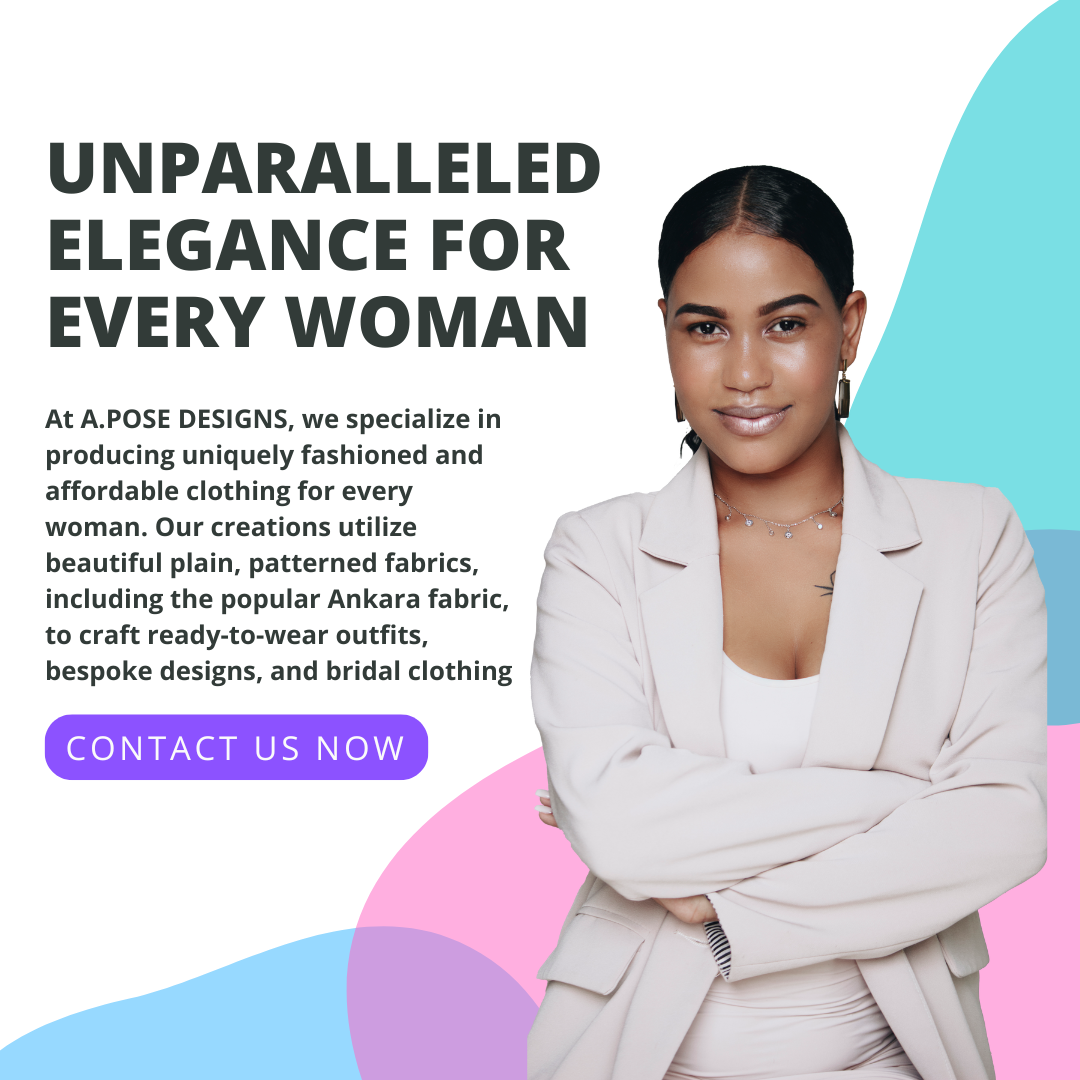 UNPARALLELED
ELEGANCE FOR
EVERY WOMAN
At A.POSE DESIGNS, we specialize in
producing uniquely fashioned and
affordable clothing for every
woman. Our creations utilize
beautiful plain, patterned fabrics,
including the popular Ankara fabric,
to craft ready-to-wear outfits,
bespoke designs, and bridal clothing
CONTACT US NOW